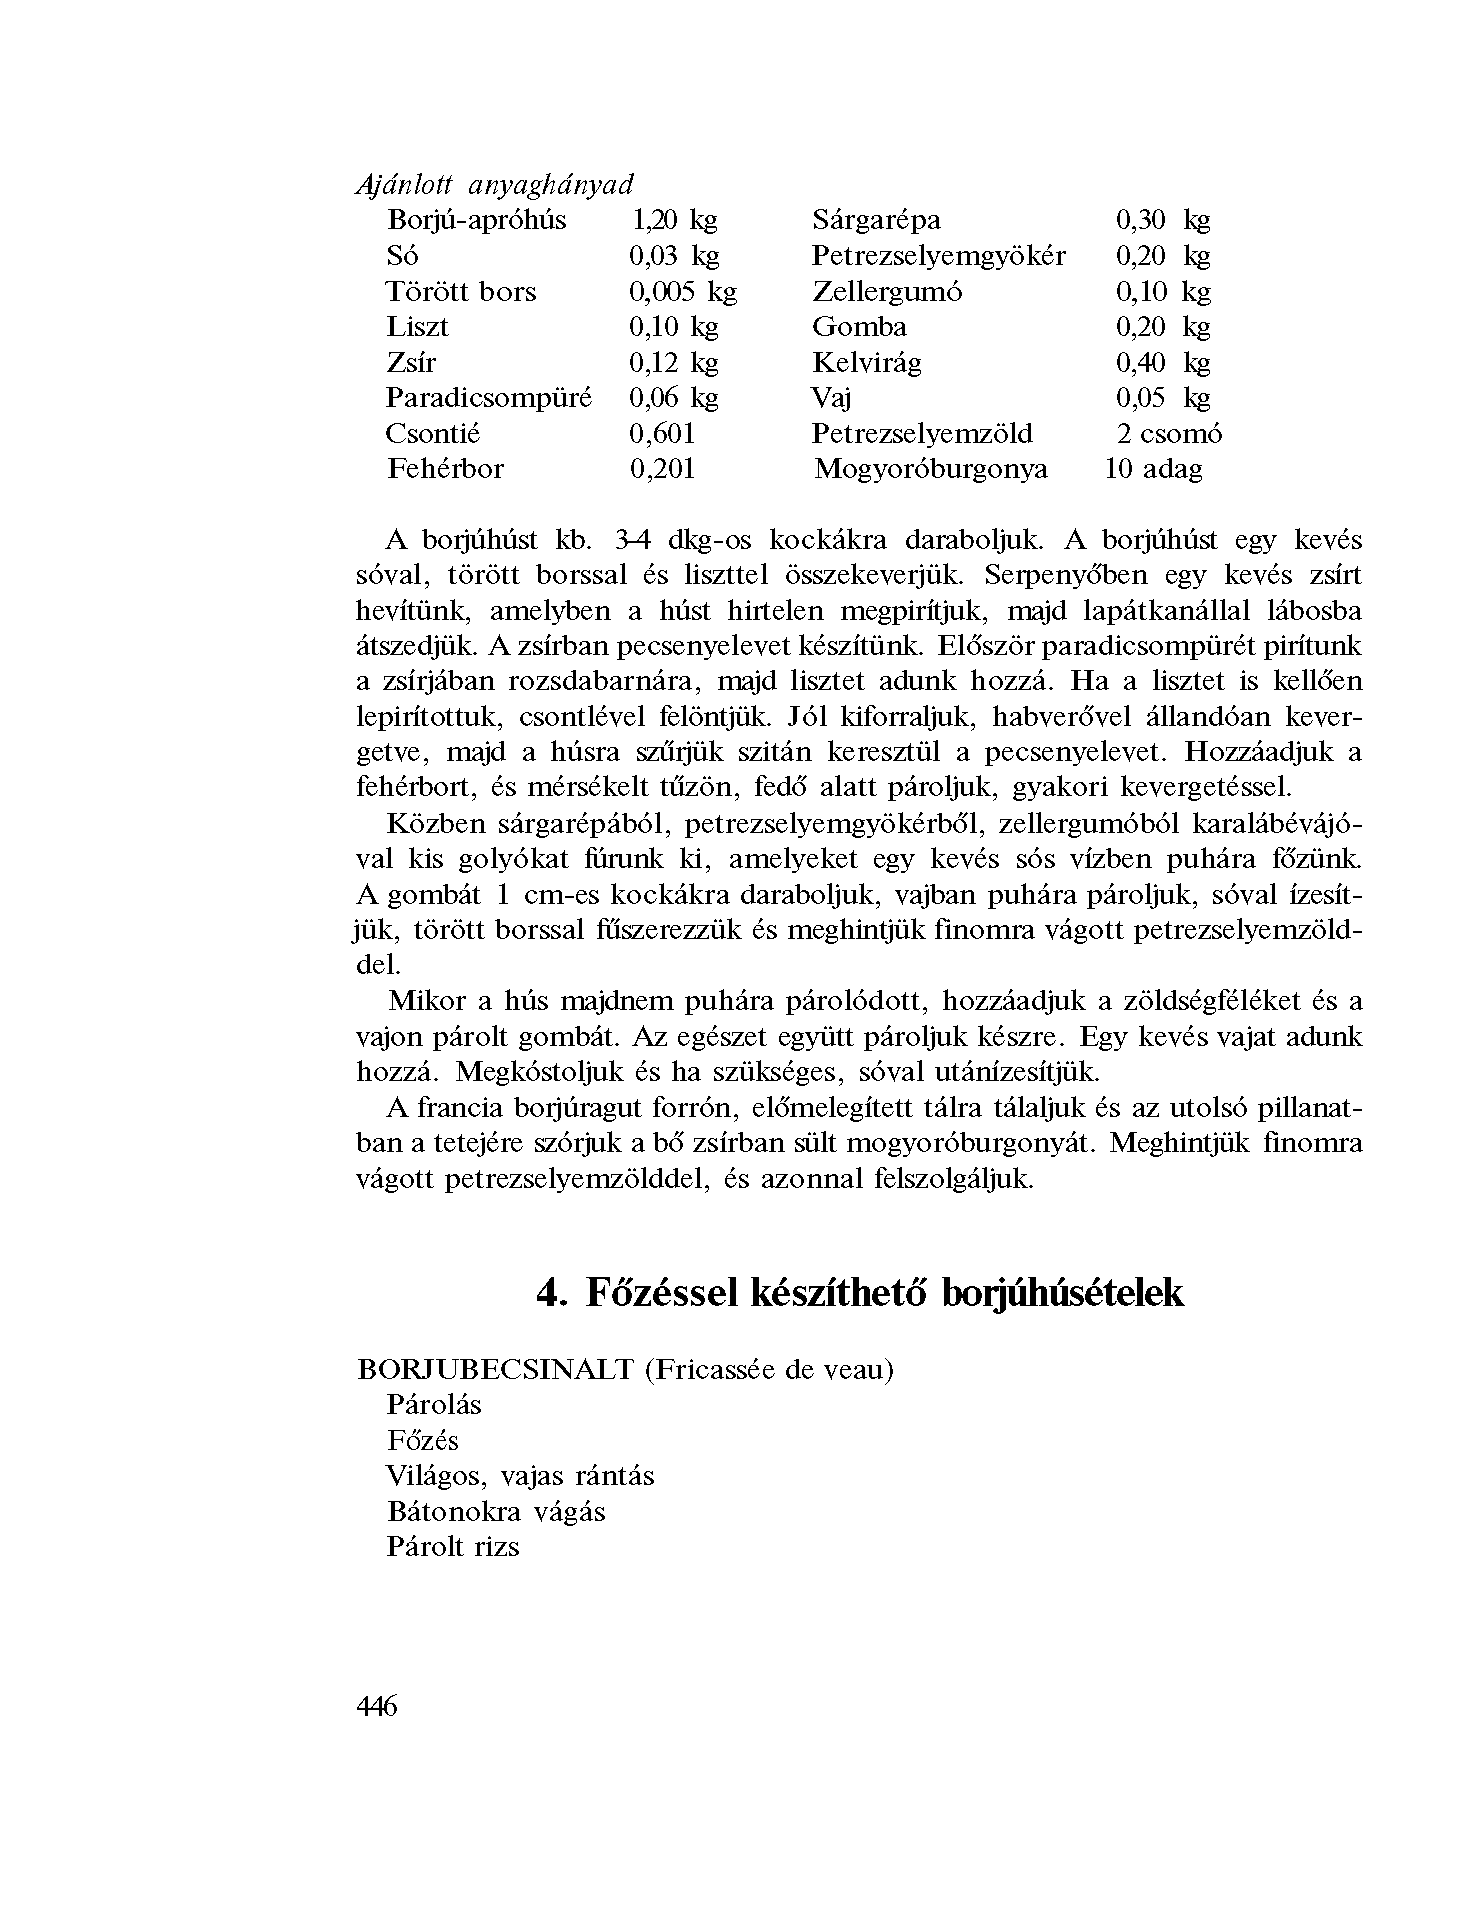 Ajánlott anyaghányad
Borjú-apróhús 1,20 kg Sárgarépa 0,30 kg
Só 0,03 kg Petrezselyemgyökér 0,20 kg
Törött bors 0,005 kg Zellergumó 0,10 kg
Liszt 0,10 kg Gomba 0,20 kg
Zsír 0,12 kg Kelvirág 0,40 kg
Paradicsompüré 0,06 kg Vaj 0,05 kg
Csontié 0,601 Petrezselyemzöld 2 csomó
Fehérbor 0,201 Mogyoróburgonya 10 adag
A borjúhúst kb. 3-4 dkg-os kockákra daraboljuk. A borjúhúst egy kevés
sóval, törött borssal és liszttel összekeverjük. Serpenyőben egy kevés zsírt
hevítünk, amelyben a húst hirtelen megpirítjuk, majd lapátkanállal lábosba
átszedjük. A zsírban pecsenyelevet készítünk. Először paradicsompürét pirítunk
a zsírjában rozsdabarnára, majd lisztet adunk hozzá. Ha a lisztet is kellően
lepirítottuk, csontlével felöntjük. Jól kiforraljuk, habverővel állandóan kever-
getve, majd a húsra szűrjük szitán keresztül a pecsenyelevet. Hozzáadjuk a
fehérbort, és mérsékelt tűzön, fedő alatt pároljuk, gyakori kevergetéssel.
Közben sárgarépából, petrezselyemgyökérből, zellergumóból karalábévájó-
val kis golyókat fúrunk ki, amelyeket egy kevés sós vízben puhára főzünk.
A gombát 1 cm-es kockákra daraboljuk, vajban puhára pároljuk, sóval ízesít-
jük, törött borssal fűszerezzük és meghintjük finomra vágott petrezselyemzöld-
del.
Mikor a hús majdnem puhára párolódott, hozzáadjuk a zöldségféléket és a
vajon párolt gombát. Az egészet együtt pároljuk készre. Egy kevés vajat adunk
hozzá. Megkóstoljuk és ha szükséges, sóval utánízesítjük.
A francia borjúragut forrón, előmelegített tálra tálaljuk és az utolsó pillanat-
ban a tetejére szórjuk a bő zsírban sült mogyoróburgonyát. Meghintjük finomra
vágott petrezselyemzölddel, és azonnal felszolgáljuk.
4. Főzéssel készíthető borjúhúsételek
BORJUBECSINALT (Fricassée de veau)
Párolás
Főzés
Világos, vajas rántás
Bátonokra vágás
Párolt rizs
446